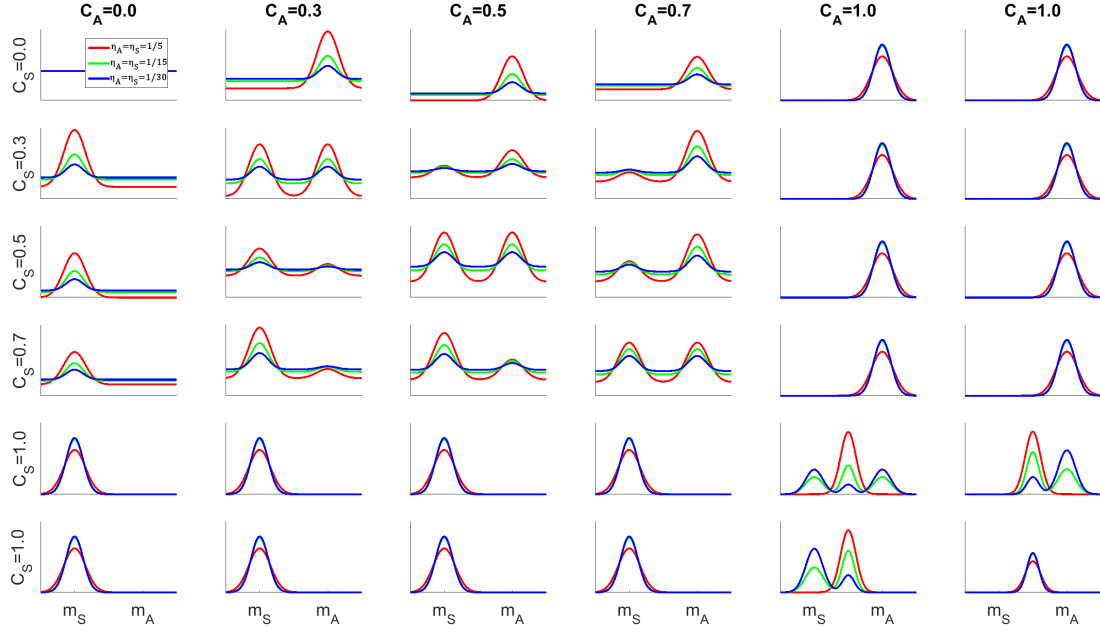 C_A=0.0 C_A=0.3 C_A=0.5 C_A=0.7 C_A=1.0 C_A=1.0
C_S=0.0
η_A=η_S=1/5
η_A=η_S=1/15
η_A=η_S=1/30
C_S=0.3
C_S=0.5
C_S=0.7
C_S=1.0
C_S=1.0
m_S m_A m_S m_A m_S m_A m_S m_A m_S m_A m_S m_A